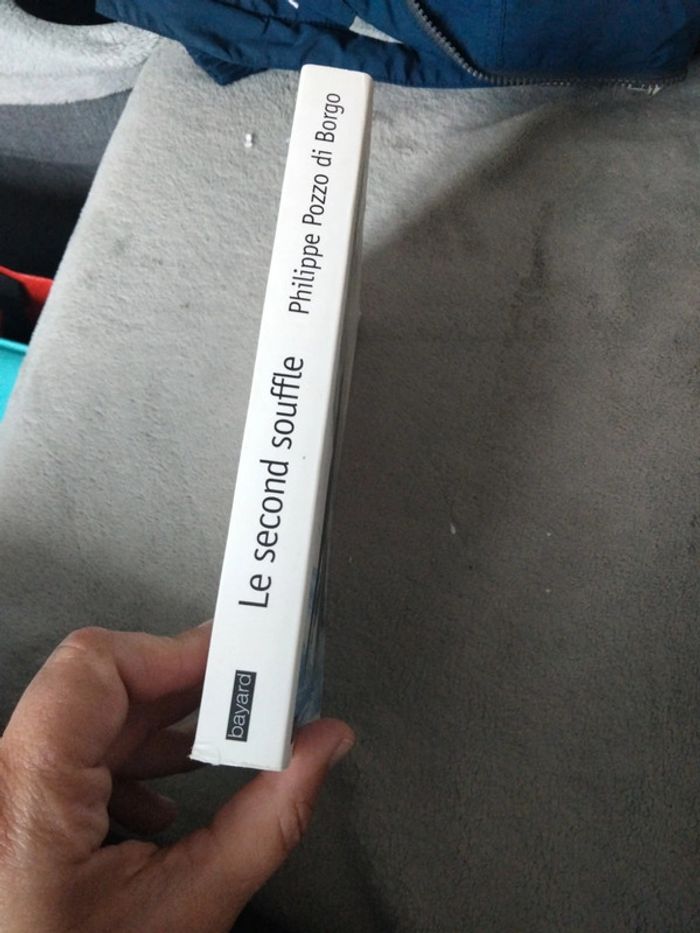 bayard
Le second souffle
Philippe Pozzo di Borgo